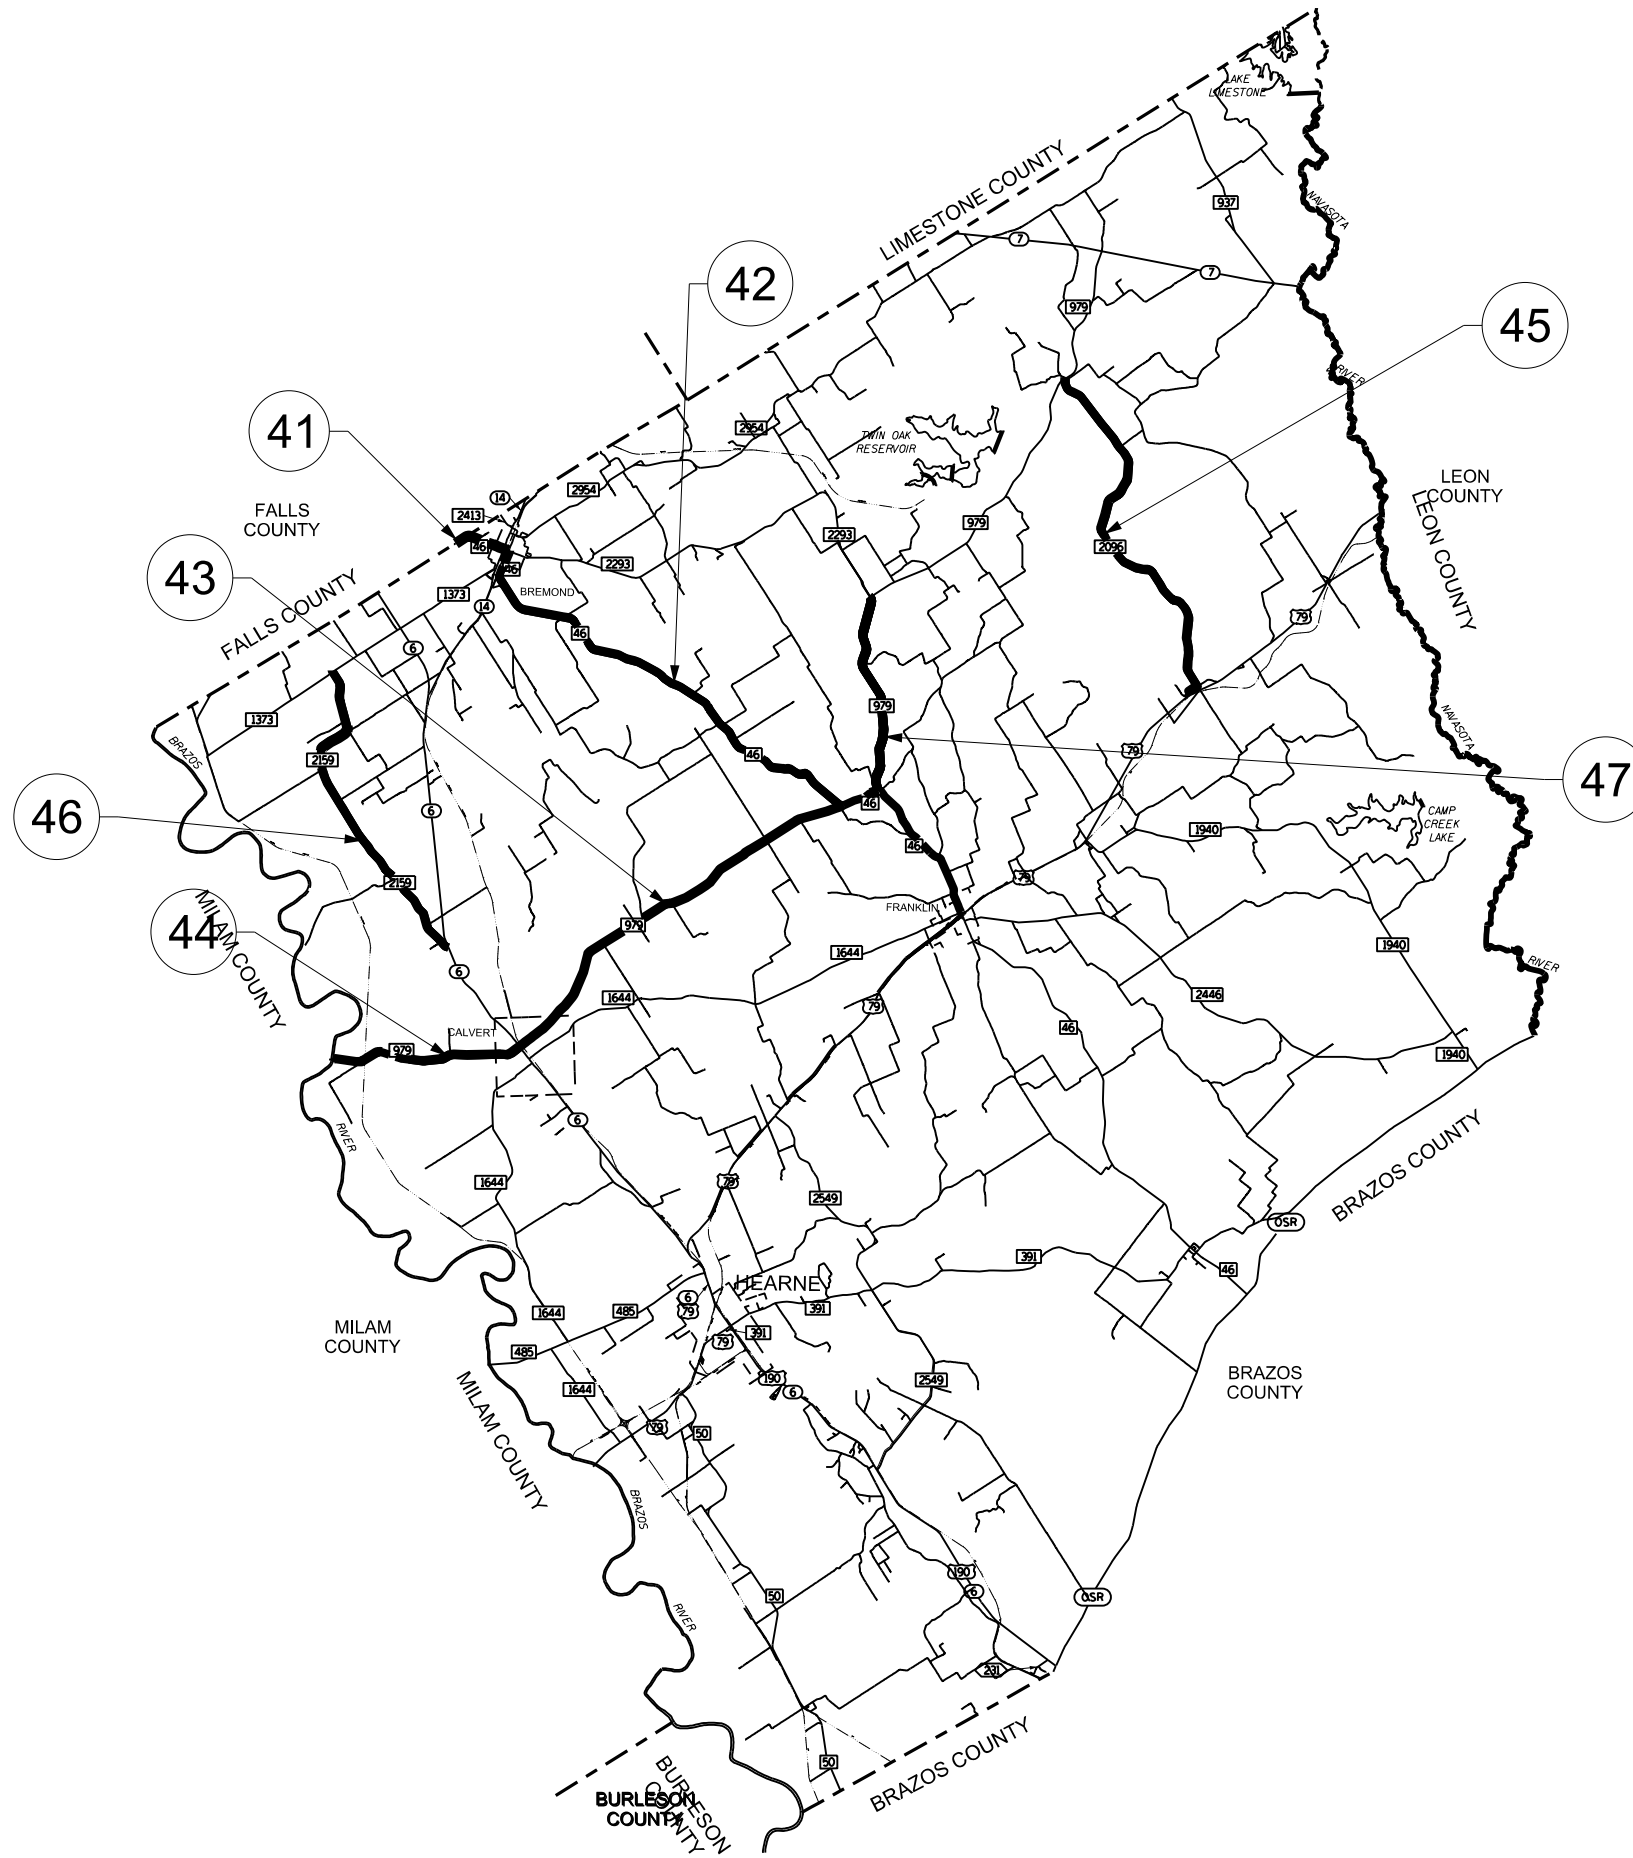 LAKE
LIMESTONE
LIMESTONE COUNTY
937
NAVASOTA
7
7
42
979
45
RIVER
41
2954
TWIN OAK
RESERVOIR
LEON
COUNTY
LEON COUNTY
FALLS
COUNTY
14
2954
2413
979
2293
46
2096
43
46
2293
BREMOND
1373
14
FALLS COUNTY
79
46
6
979
1373
NAVASOTA
BRAZOS
79
46
2159
47
46
6
46
CAMP
CREEK
LAKE
1940
46
79
2159
FRANKLIN
MILAM COUNTY
44
979
1644
1940
RIVER
6
1644
79
2446
46
CALVERT
979
1940
6
RIVER
BRAZOS COUNTY
1644
79
2549
OSR
391
46
HEARNE
6
79
1644
485
391
MILAM
COUNTY
391
79
485
190
6
2549
1644
BRAZOS
COUNTY
MILAM COUNTY
79
50
BRAZOS
190
6
50
OSR
RIVER
231
BRAZOS COUNTY
50
BURLESON
COUNTY
BURLESON
COUNTY